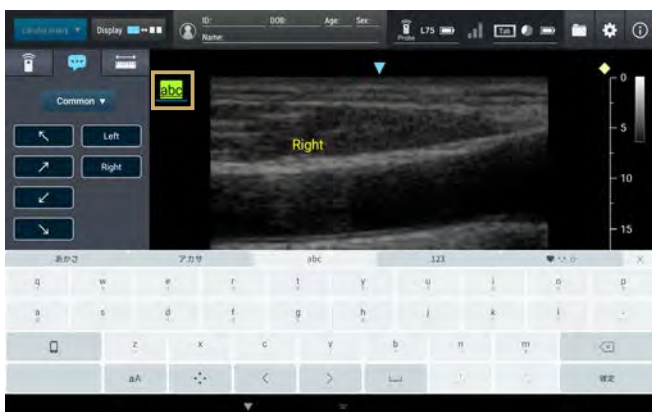 Display
ID: DOB: Age: Sex:
Name:
Probe L75
Tab
Common ▼
abc
Left
Right
Right
0
5
10
15
あかさ アカサ abc 123
q w e r t y u i o p
a s d f g h j k l -
z x c v b n m
aA 確定